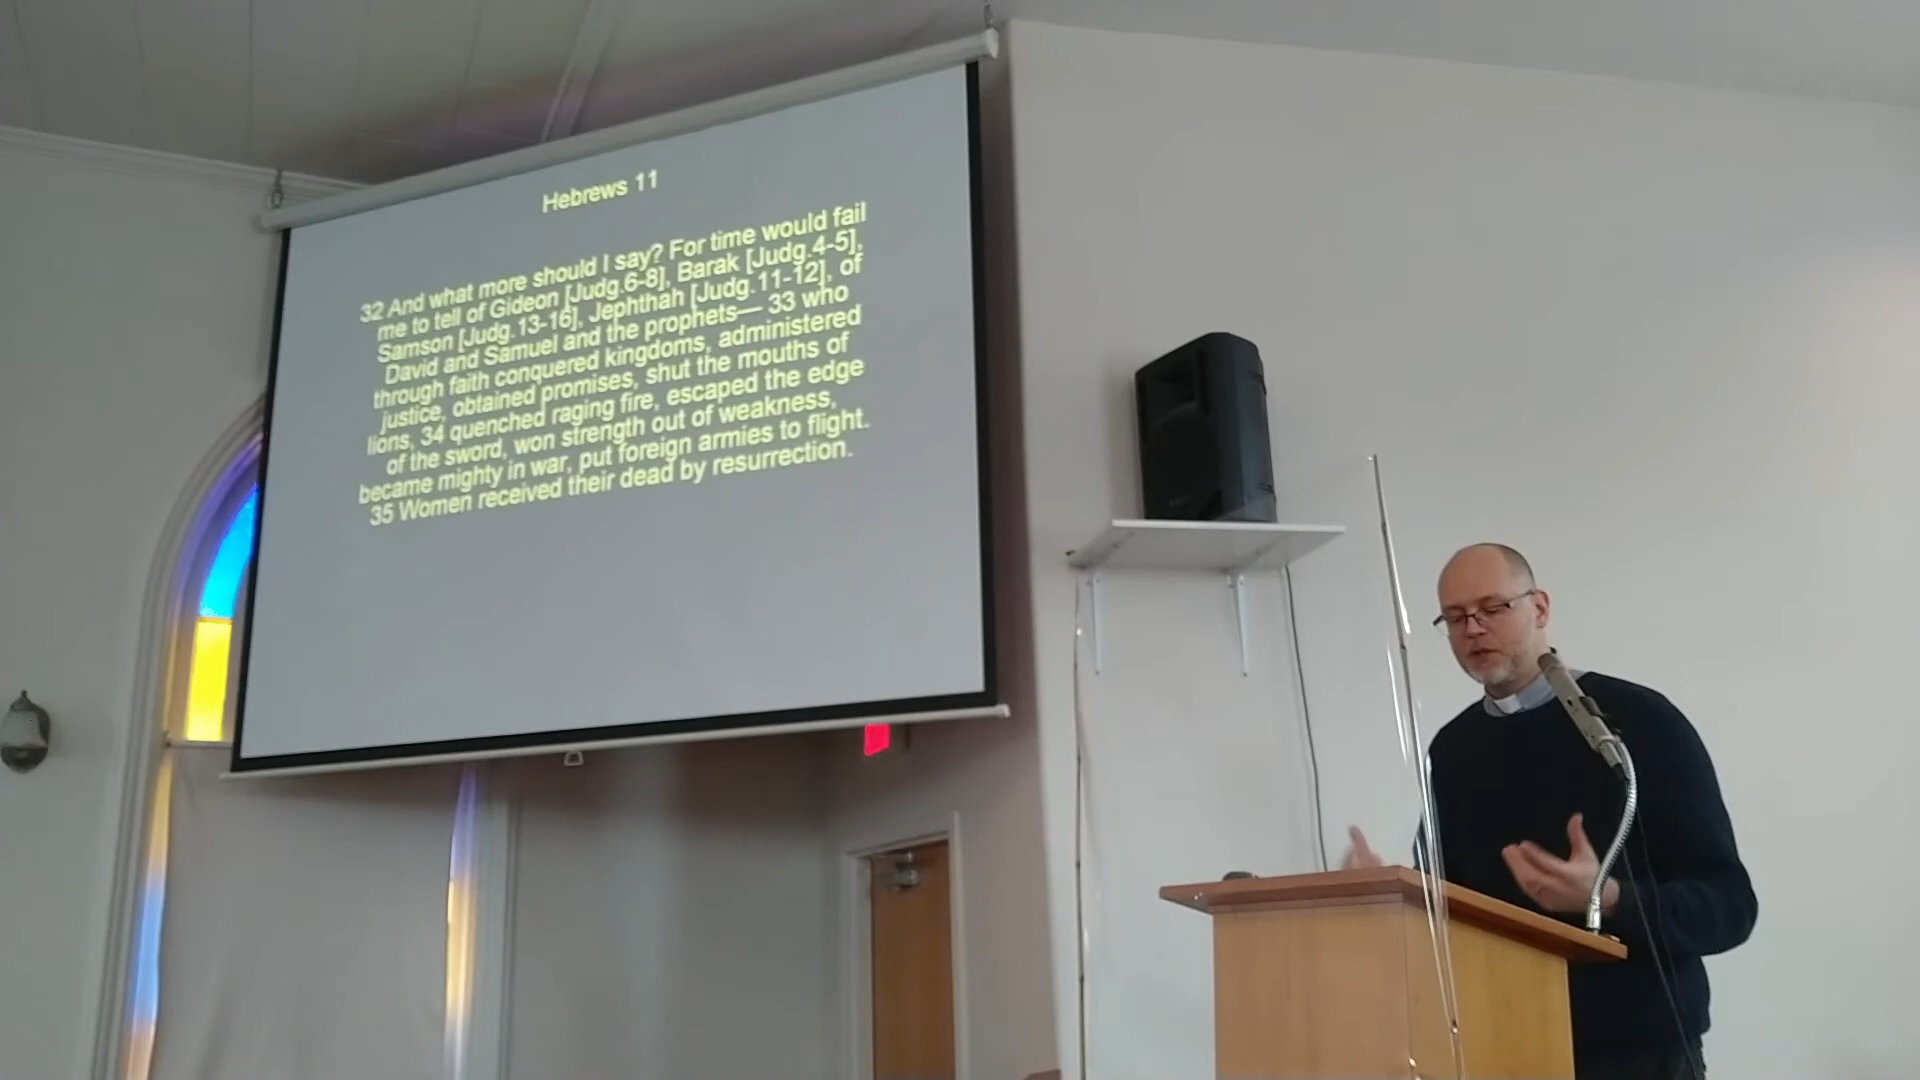 Hebrews 11
32 And what more should I say? For time would fail
me to tell of Gideon [Judg.6-8], Barak [Judg.4-5],
Samson [Judg.13-16], Jephthah [Judg.11-12], of
David and Samuel and the prophets— 33 who
through faith conquered kingdoms, administered
justice, obtained promises, shut the mouths of
lions, 34 quenched raging fire, escaped the edge
of the sword, won strength out of weakness,
became mighty in war, put foreign armies to flight.
35 Women received their dead by resurrection.